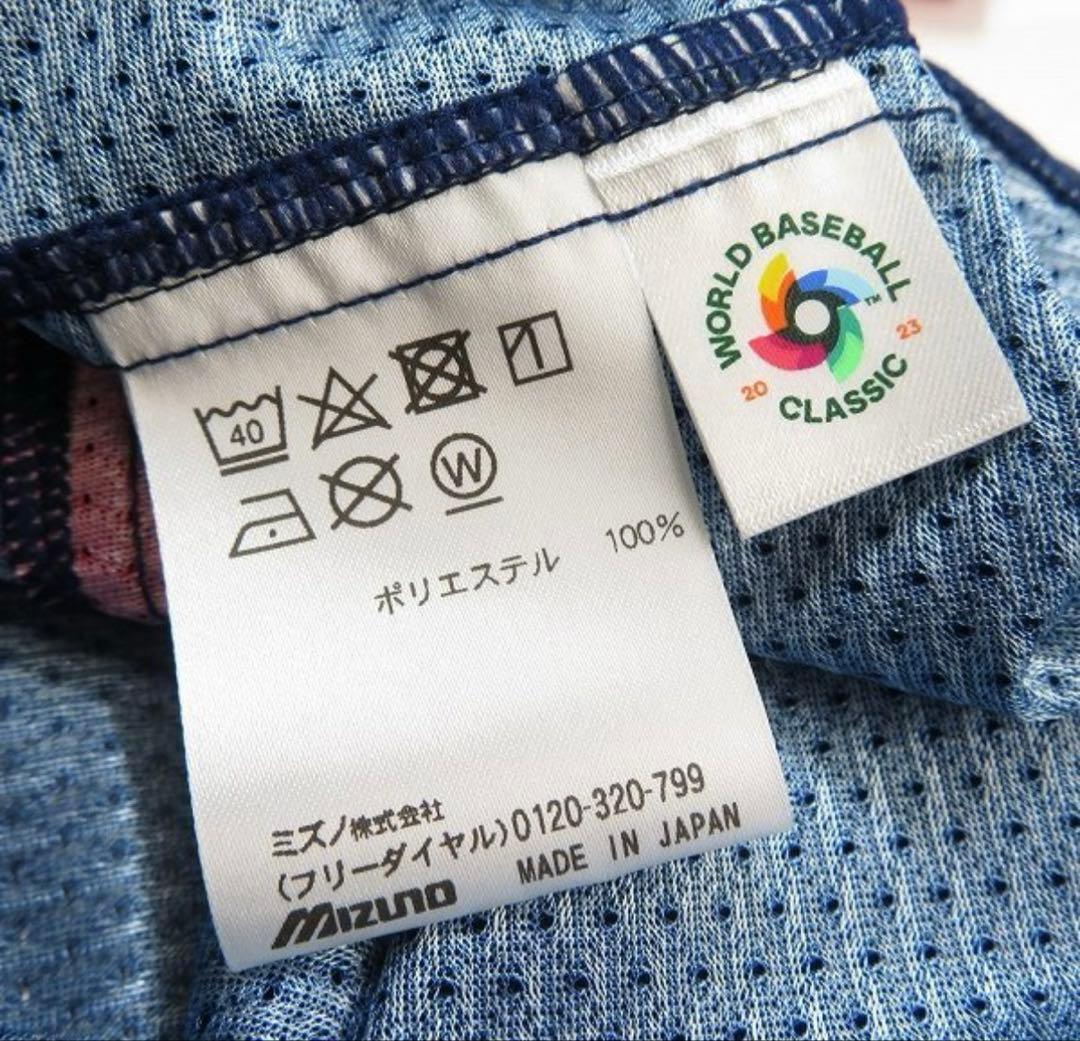 40
W
ポリエステル 100%
ミズノ株式会社
(フリーダイヤル)0120-320-799
MIZUNO MADE IN JAPAN
WORLD BASEBALL
TM
20 23
CLASSIC